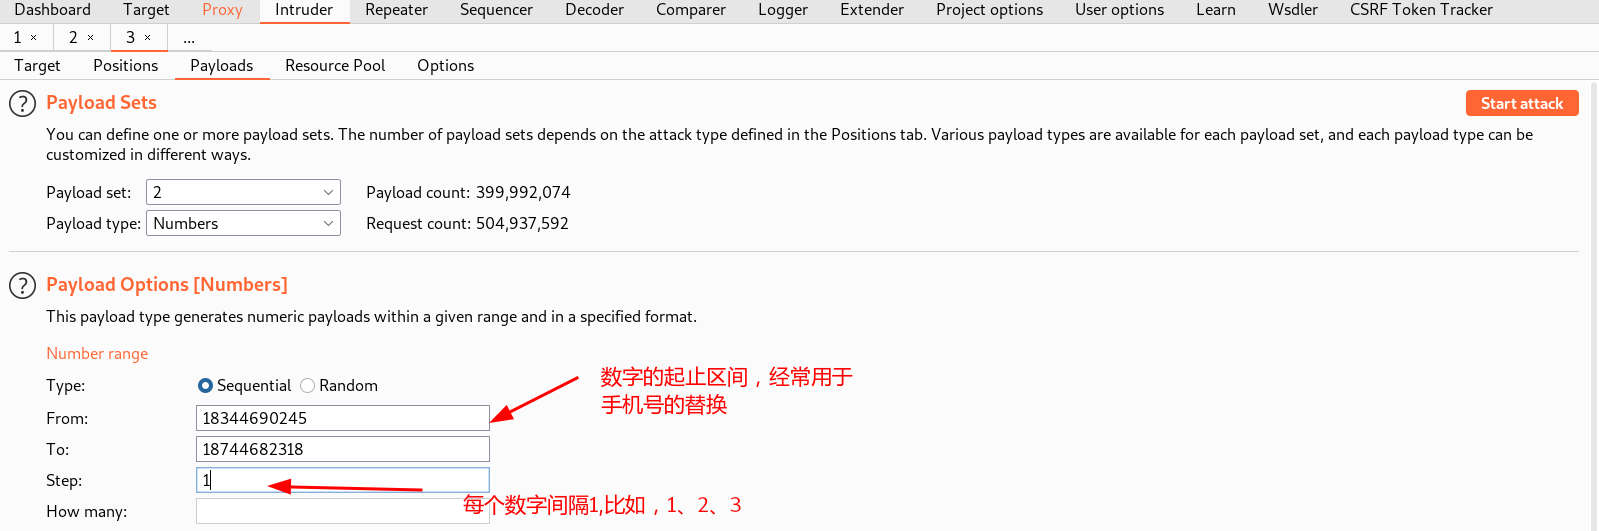 Dashboard Target Proxy Intruder Repeater Sequencer Decoder Comparer Logger Extender Project options User options Learn Wsdler CSRF Token Tracker
1 × 2 × 3 × ...
Target Positions Payloads Resource Pool Options
? Payload Sets Start attack
You can define one or more payload sets. The number of payload sets depends on the attack type defined in the Positions tab. Various payload types are available for each payload set, and each payload type can be
customized in different ways.
Payload set: 2 Payload count: 399,992,074
Payload type: Numbers Request count: 504,937,592
? Payload Options [Numbers]
This payload type generates numeric payloads within a given range and in a specified format.
Number range
Type: Sequential Random
数字的起止区间，经常用于
手机号的替换
From: 18344690245
To: 18744682318
Step: 1
每个数字间隔1,比如，1、2、3
How many: